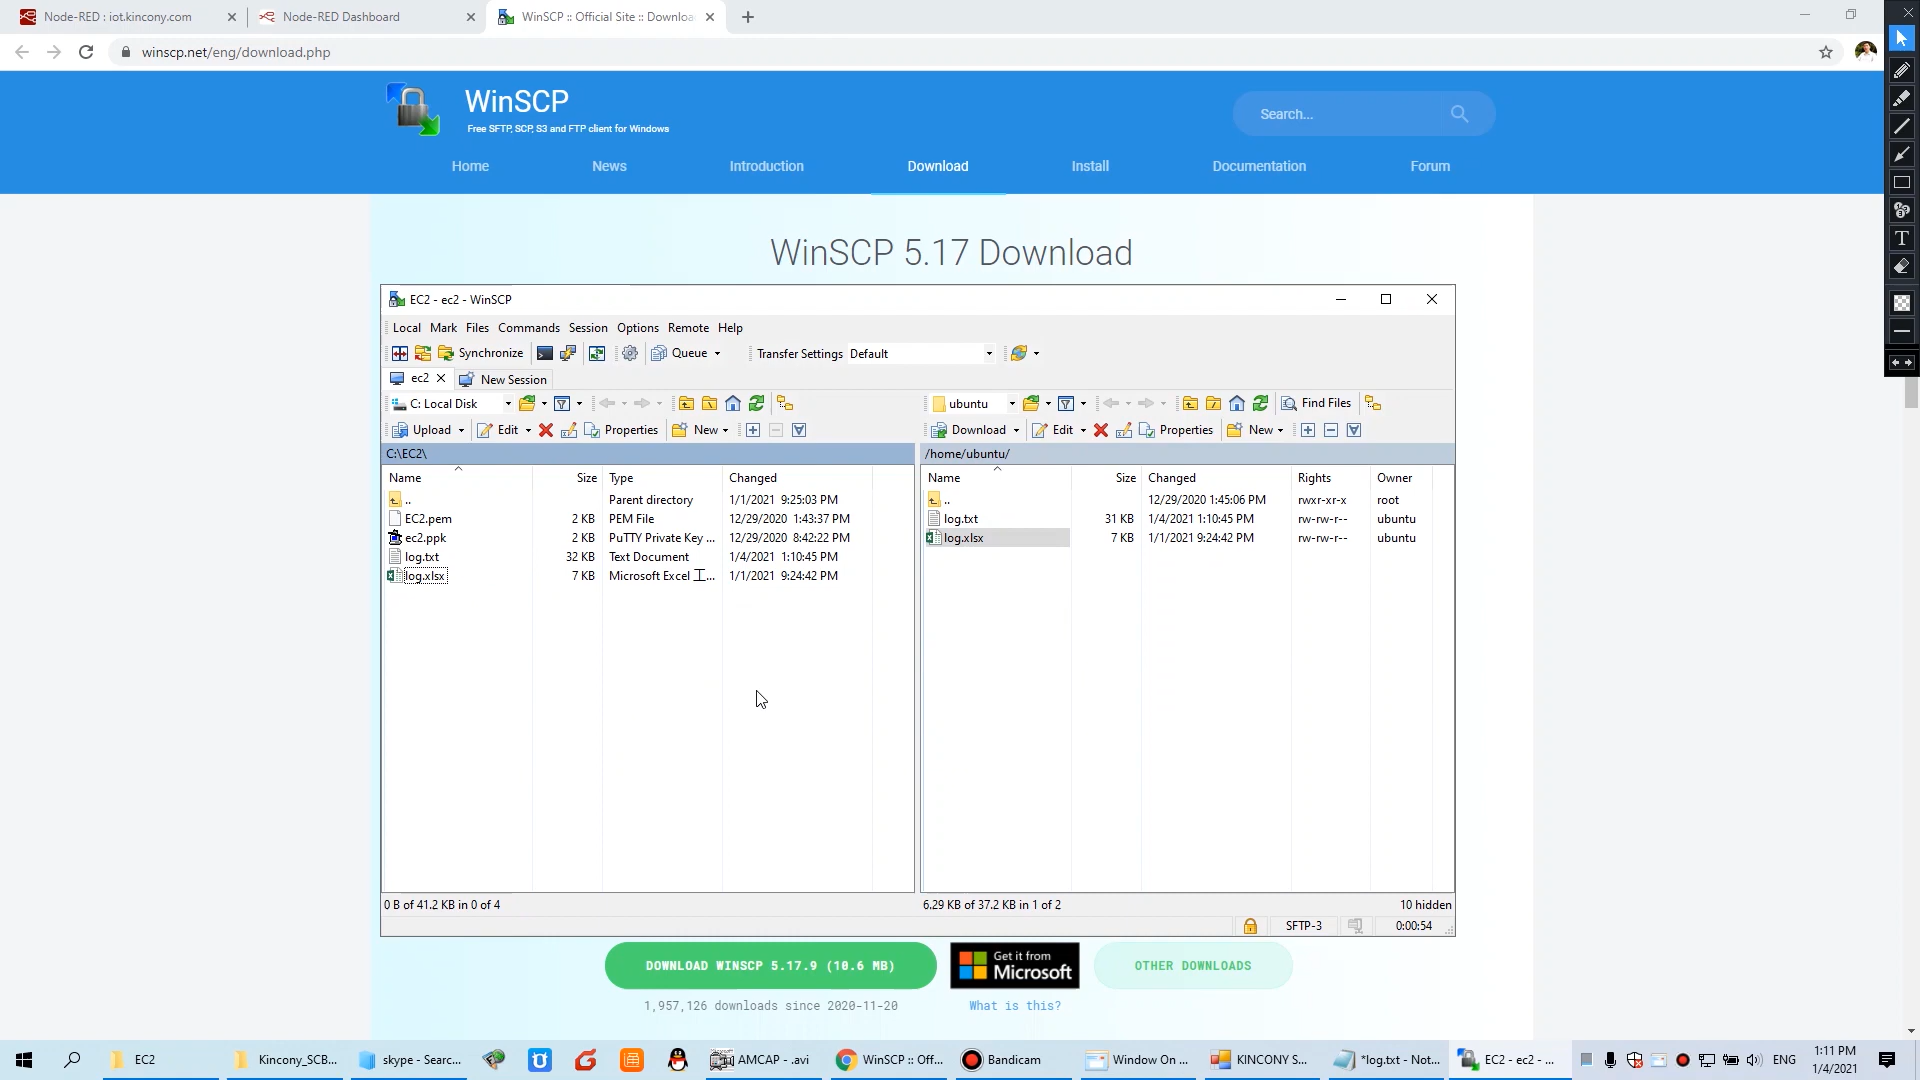 Node-RED : iot.kincony.com
Node-RED Dashboard
WinSCP :: Official Site :: Downloa
winscp.net/eng/download.php
WinSCP
Free SFTP, SCP, S3 and FTP client for Windows
Search...
Home News Introduction Download Install Documentation Forum
WinSCP 5.17 Download
EC2 - ec2 - WinSCP
Local Mark Files Commands Session Options Remote Help
Synchronize Queue Transfer Settings Default
ec2 New Session
C: Local Disk ubuntu Find Files
Upload Edit Properties New Download Edit Properties New
C:\EC2\ /home/ubuntu/
Name Size Type Changed Name Size Changed Rights Owner
.. Parent directory 1/1/2021 9:25:03 PM .. 12/29/2020 1:45:06 PM rwxr-xr-x root
EC2.pem 2 KB PEM File 12/29/2020 1:43:37 PM log.txt 31 KB 1/4/2021 1:10:45 PM rw-rw-r-- ubuntu
ec2.ppk 2 KB PuTTY Private Key ... 12/29/2020 8:42:22 PM log.xlsx 7 KB 1/1/2021 9:24:42 PM rw-rw-r-- ubuntu
log.txt 32 KB Text Document 1/4/2021 1:10:45 PM
log.xlsx 7 KB Microsoft Excel 工... 1/1/2021 9:24:42 PM
0 B of 41.2 KB in 0 of 4 6.29 KB of 37.2 KB in 1 of 2 10 hidden
SFTP-3 0:00:54
DOWNLOAD WINSCP 5.17.9 (10.6 MB)
Get it from
Microsoft
OTHER DOWNLOADS
1,957,126 downloads since 2020-11-20 What is this?
EC2 Kincony_SCB... skype - Searc... AMCAP - .avi WinSCP :: Off... Bandicam Window On ... KINCONY S... *log.txt - Not... EC2 - ec2 - ... ENG
1:11 PM
1/4/2021